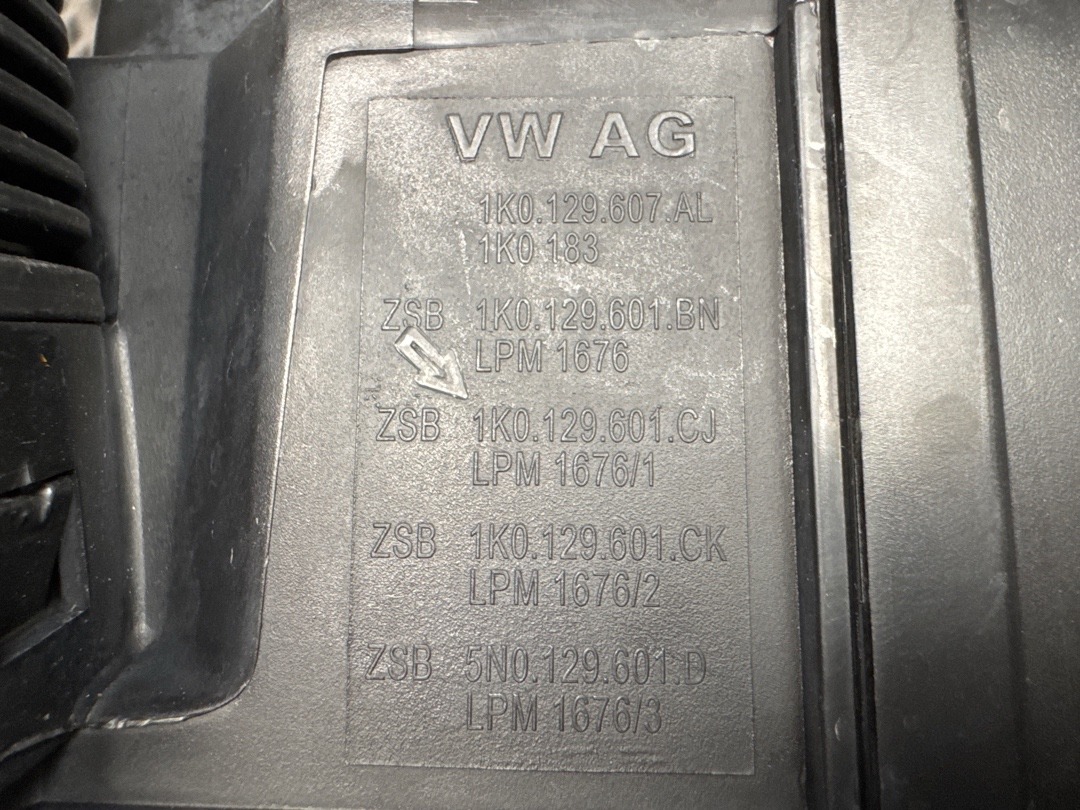 VW AG
1K0.129.607.AL
1K0 183
ZSB 1K0.129.601.BN
LPM 1676
ZSB 1K0.129.601.CJ
LPM 1676/1
ZSB 1K0.129.601.CK
LPM 1676/2
ZSB 5N0.129.601.D
LPM 1676/3